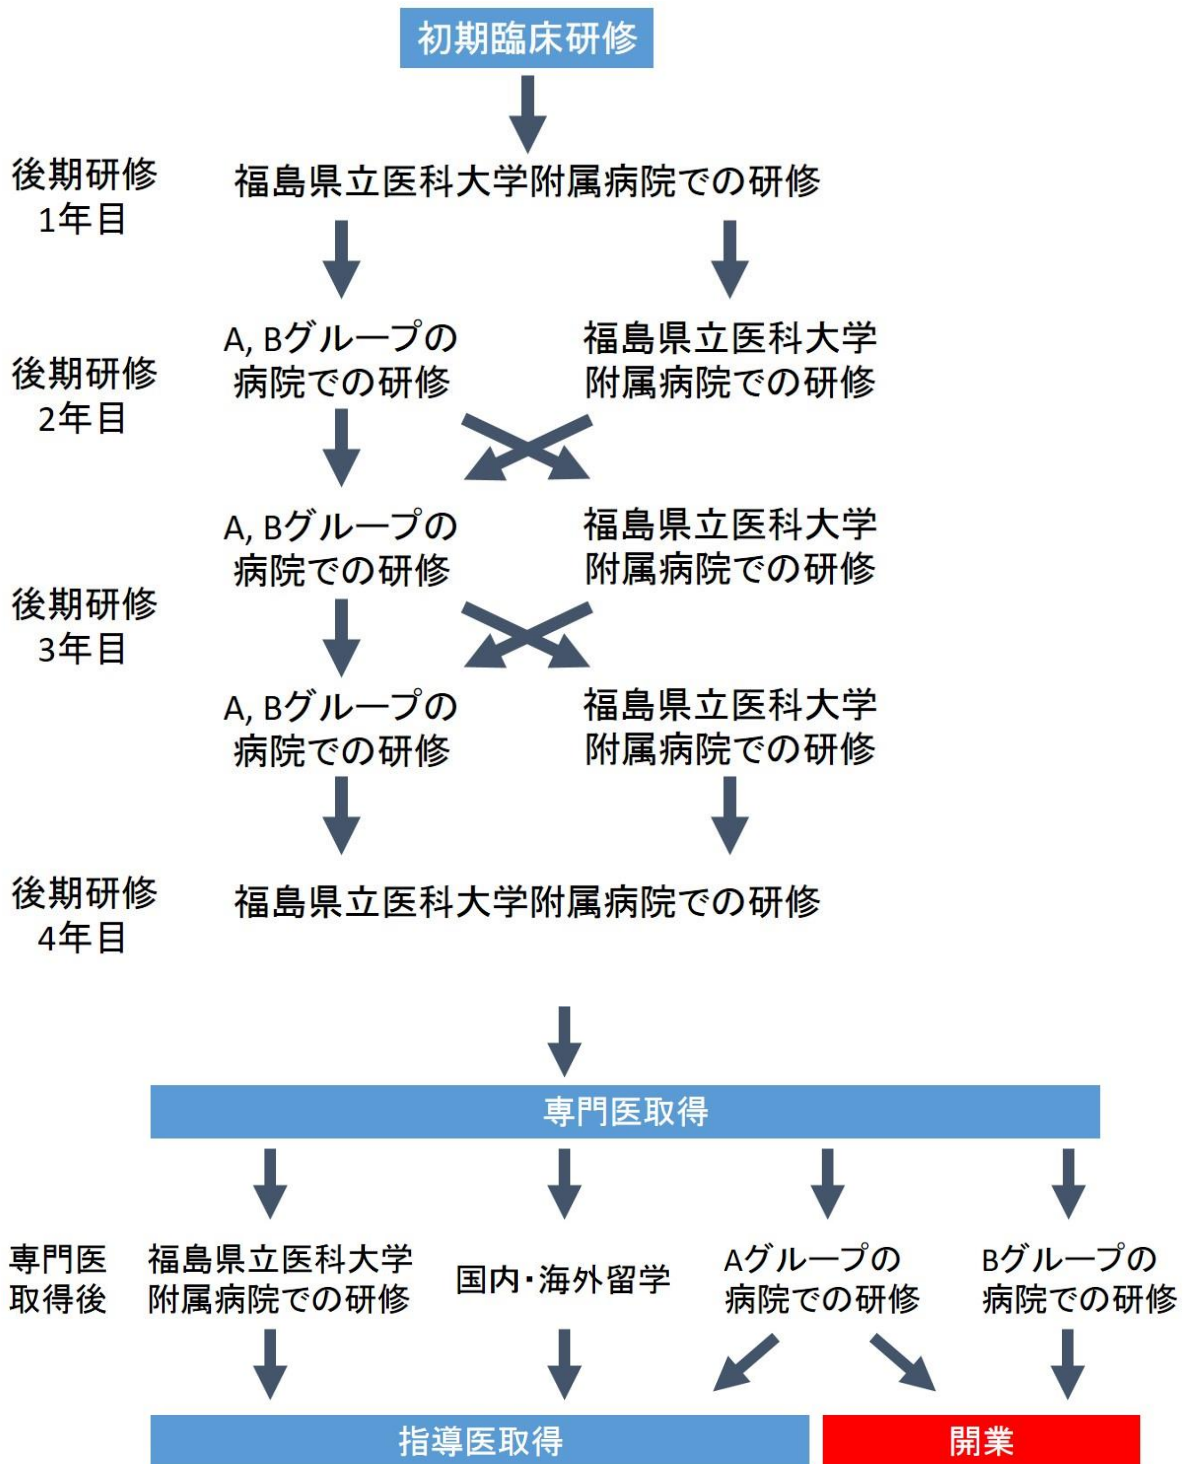 初期臨床研修
後期研修
1年目
福島県立医科大学附属病院での研修
後期研修
2年目
A, Bグループの
病院での研修
福島県立医科大学
附属病院での研修
A, Bグループの
病院での研修
福島県立医科大学
附属病院での研修
後期研修
3年目
A, Bグループの
病院での研修
福島県立医科大学
附属病院での研修
後期研修
4年目
福島県立医科大学附属病院での研修
専門医取得
専門医
取得後
福島県立医科大学
附属病院での研修
国内・海外留学
Aグループの
病院での研修
Bグループの
病院での研修
指導医取得
開業